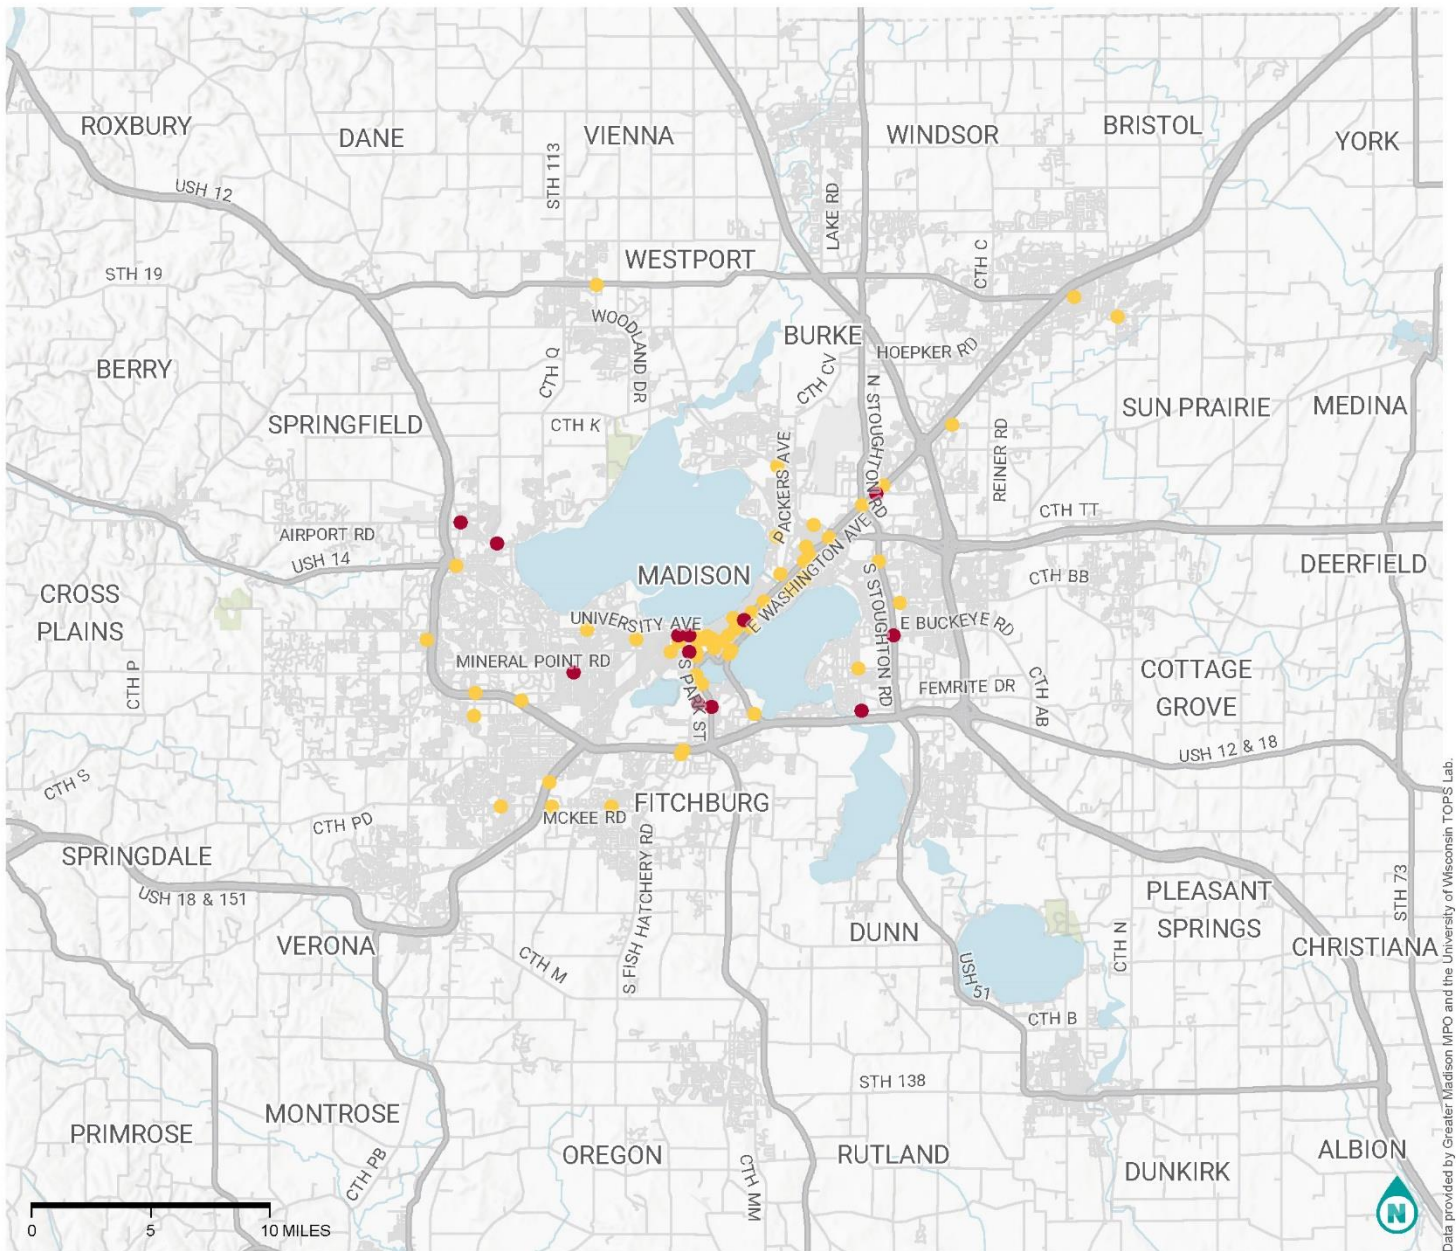 ROXBURY
DANE
VIENNA
WINDSOR
BRISTOL
YORK
STH 113
USH 12
LAKE RD
WESTPORT
CTH C
STH 19
WOODLAND DR
BURKE
HOEPKER RD
BERRY
CTH Q
CTH CV
N STOUGHTON RD
SPRINGFIELD
CTH K
SUN PRAIRIE
MEDINA
PACKERS AVE
REINER RD
CTH TT
AIRPORT RD
USH 14
E WASHINGTON AVE
MADISON
DEERFIELD
CTH BB
CROSS
PLAINS
UNIVERSITY AVE
S STOUGHTON RD
E BUCKEYE RD
MINERAL POINT RD
CTH P
S PARK ST
FEMRITE DR
CTH AB
COTTAGE
GROVE
USH 12 & 18
CTH S
FITCHBURG
MCKEE RD
CTH PD
SPRINGDALE
USH 18 & 151
S FISH HATCHERY RD
PLEASANT
SPRINGS
STH 73
VERONA
DUNN
CTH N
CHRISTIANA
CTH M
USH 51
CTH B
STH 138
MONTROSE
PRIMROSE
OREGON
RUTLAND
ALBION
DUNKIRK
CTH PB
CTH MM
0 5 10 MILES
N
Data provided by Greater Madison MPO and the University of Wisconsin TOPS Lab.